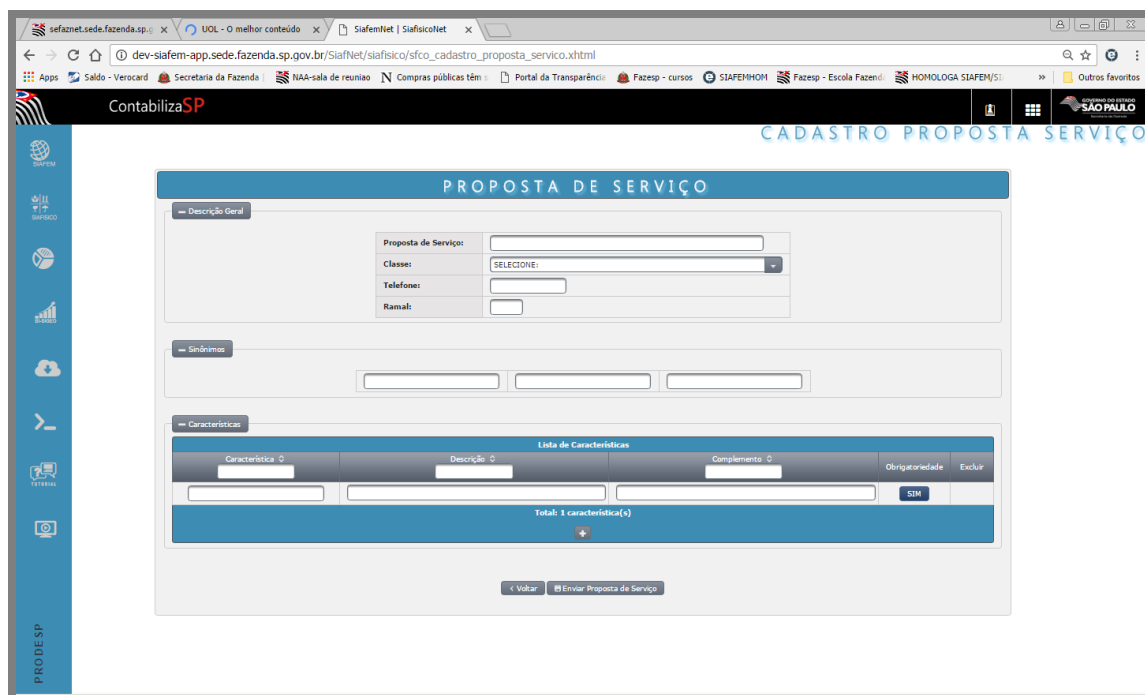 sefaznet.sede.fazenda.sp.g
UOL - O melhor conteúdo
SiafemNet | SiafisicoNet
dev-siafem-app.sede.fazenda.sp.gov.br/SiafNet/siafisico/sfco_cadastro_proposta_servico.xhtml
Apps Saldo - Verocard Secretaria da Fazenda NAA-sala de reuniao Compras públicas têm s Portal da Transparência Fazesp - cursos SIAFEMHOM Fazesp - Escola Fazend HOMOLOGA SIAFEM/SI » Outros favoritos
ContabilizaSP
GOVERNO DO ESTADO
SÃO PAULO
CADASTRO PROPOSTA SERVIÇO
SIAFEM
SIAFISICO
TUTORIAL
PRODESP
PROPOSTA DE SERVIÇO
Descrição Geral
Proposta de Serviço:
Classe: SELECIONE:
Telefone:
Ramal:
Sinônimos
Características
Lista de Características
Característica Descrição Complemento Obrigatoriedade Excluir
SIM
Total: 1 característica(s)
+
< Voltar Enviar Proposta de Serviço